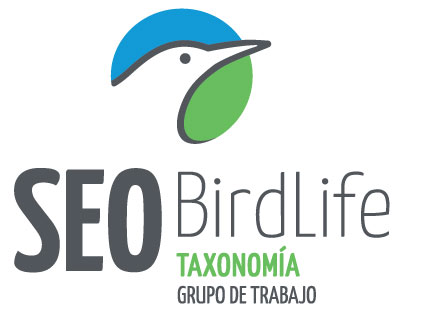 SEO BirdLife
TAXONOMÍA
GRUPO DE TRABAJO